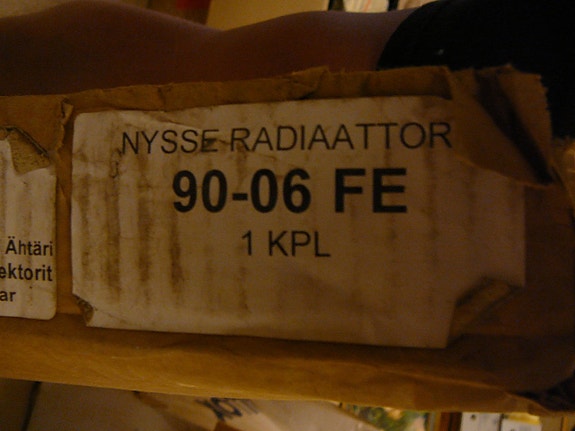 NYSSE RADIAATTOR
90-06 FE
1 KPL
Ähtäri
ektorit
ar